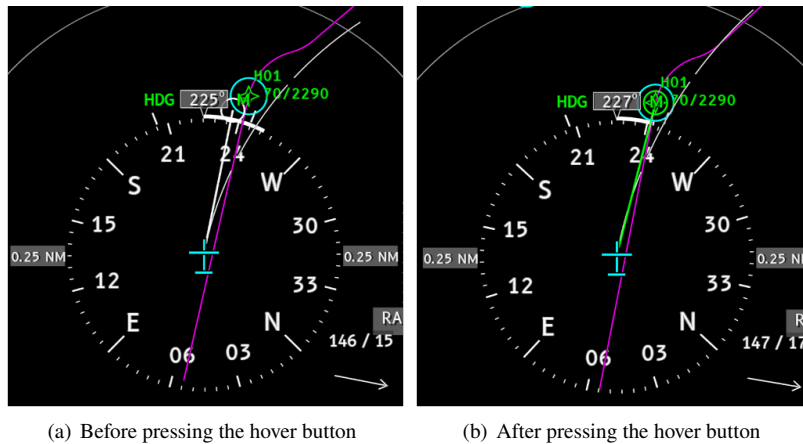 H01
M 70/2290
HDG 225°
21 24
S W
15 30
0.25 NM 0.25 NM
12 33
E N
RA
146 / 15
06 03
H01
M 70/2290
HDG 227°
21 24
S W
15 30
0.25 NM 0.25 N
12 33
E N
R
147 / 17
06 03
(a) Before pressing the hover button
(b) After pressing the hover button